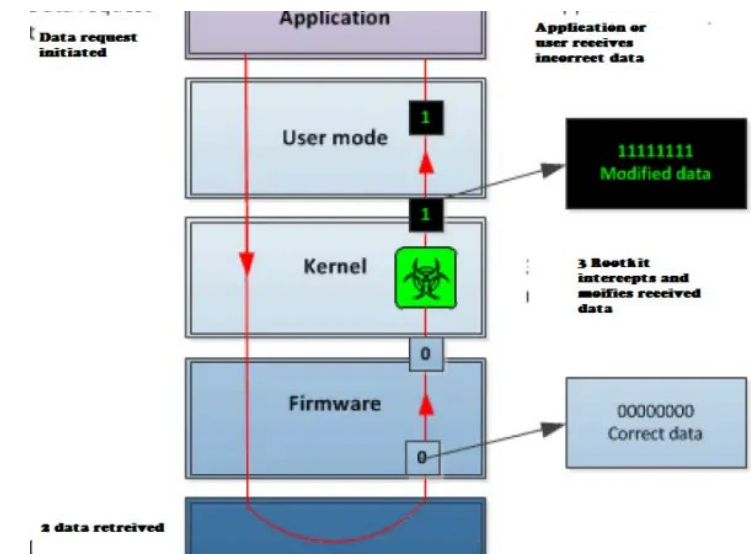 Application
Data request
initiated
Application or
user receives
incorrect data
User mode
1
11111111
Modified data
1
Kernel
3 Rootkit
intercepts and
moifies received
data
0
Firmware
00000000
Correct data
0
2 data retreived